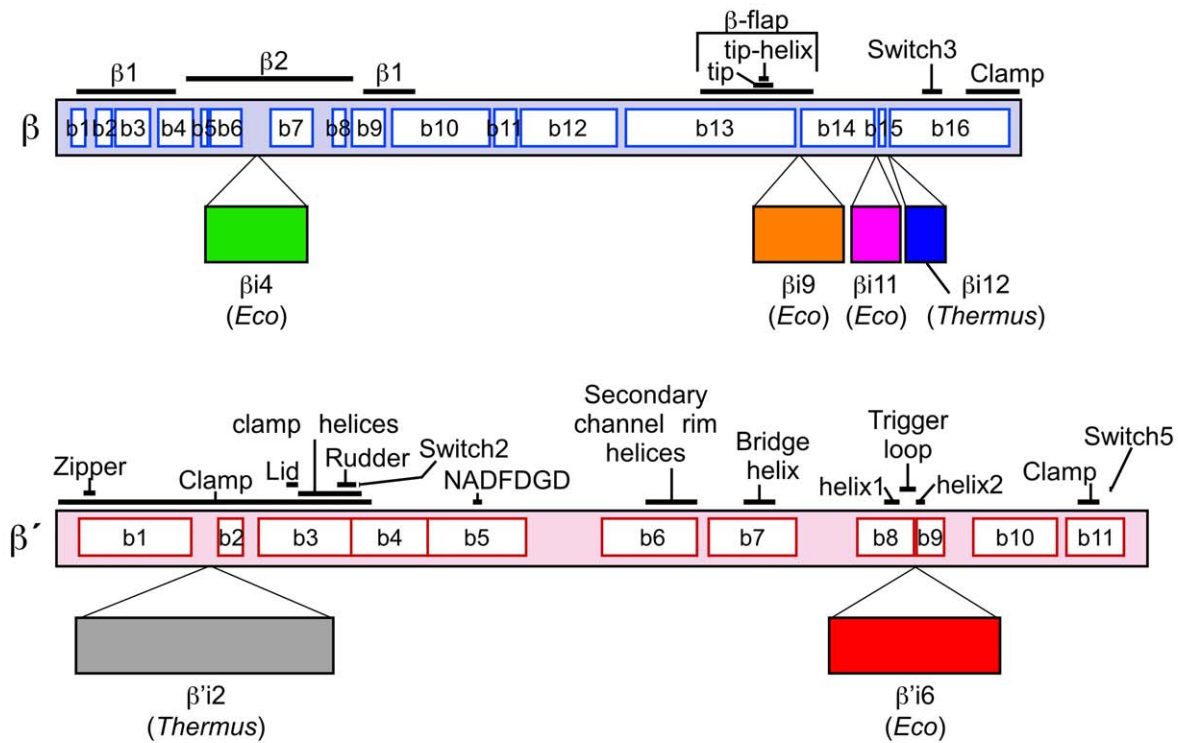 β-flap
tip-helix
β1
β2
β1
tip
Switch3
Clamp
β
b1
b2
b3
b4
b5
b6
b7
b8
b9
b10
b11
b12
b13
b14
b15
b16
βi4
(Eco)
βi9
(Eco)
βi11
(Eco)
βi12
(Thermus)
Zipper
Clamp
clamp helices
Lid
Rudder
Switch2
NADFDGD
Secondary
channel rim
helices
Bridge
helix
Trigger
loop
helix1
helix2
Clamp
Switch5
β´
b1
b2
b3
b4
b5
b6
b7
b8
b9
b10
b11
β'i2
(Thermus)
β'i6
(Eco)